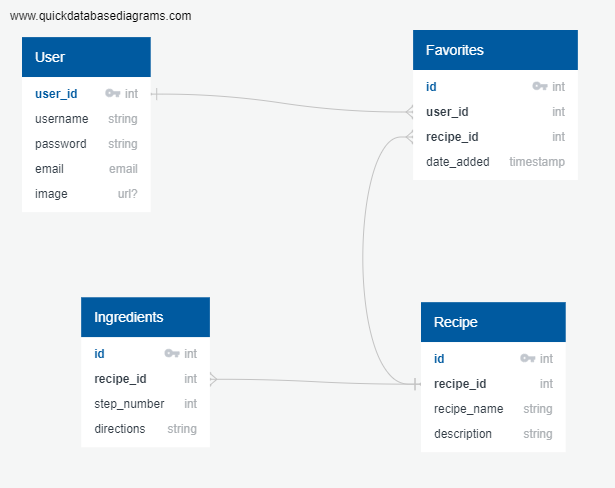 www.quickdatabasediagrams.com
User
user_id int
username string
password string
email email
image url?
Favorites
id int
user_id int
recipe_id int
date_added timestamp
Ingredients
id int
recipe_id int
step_number int
directions string
Recipe
id int
recipe_id int
recipe_name string
description string